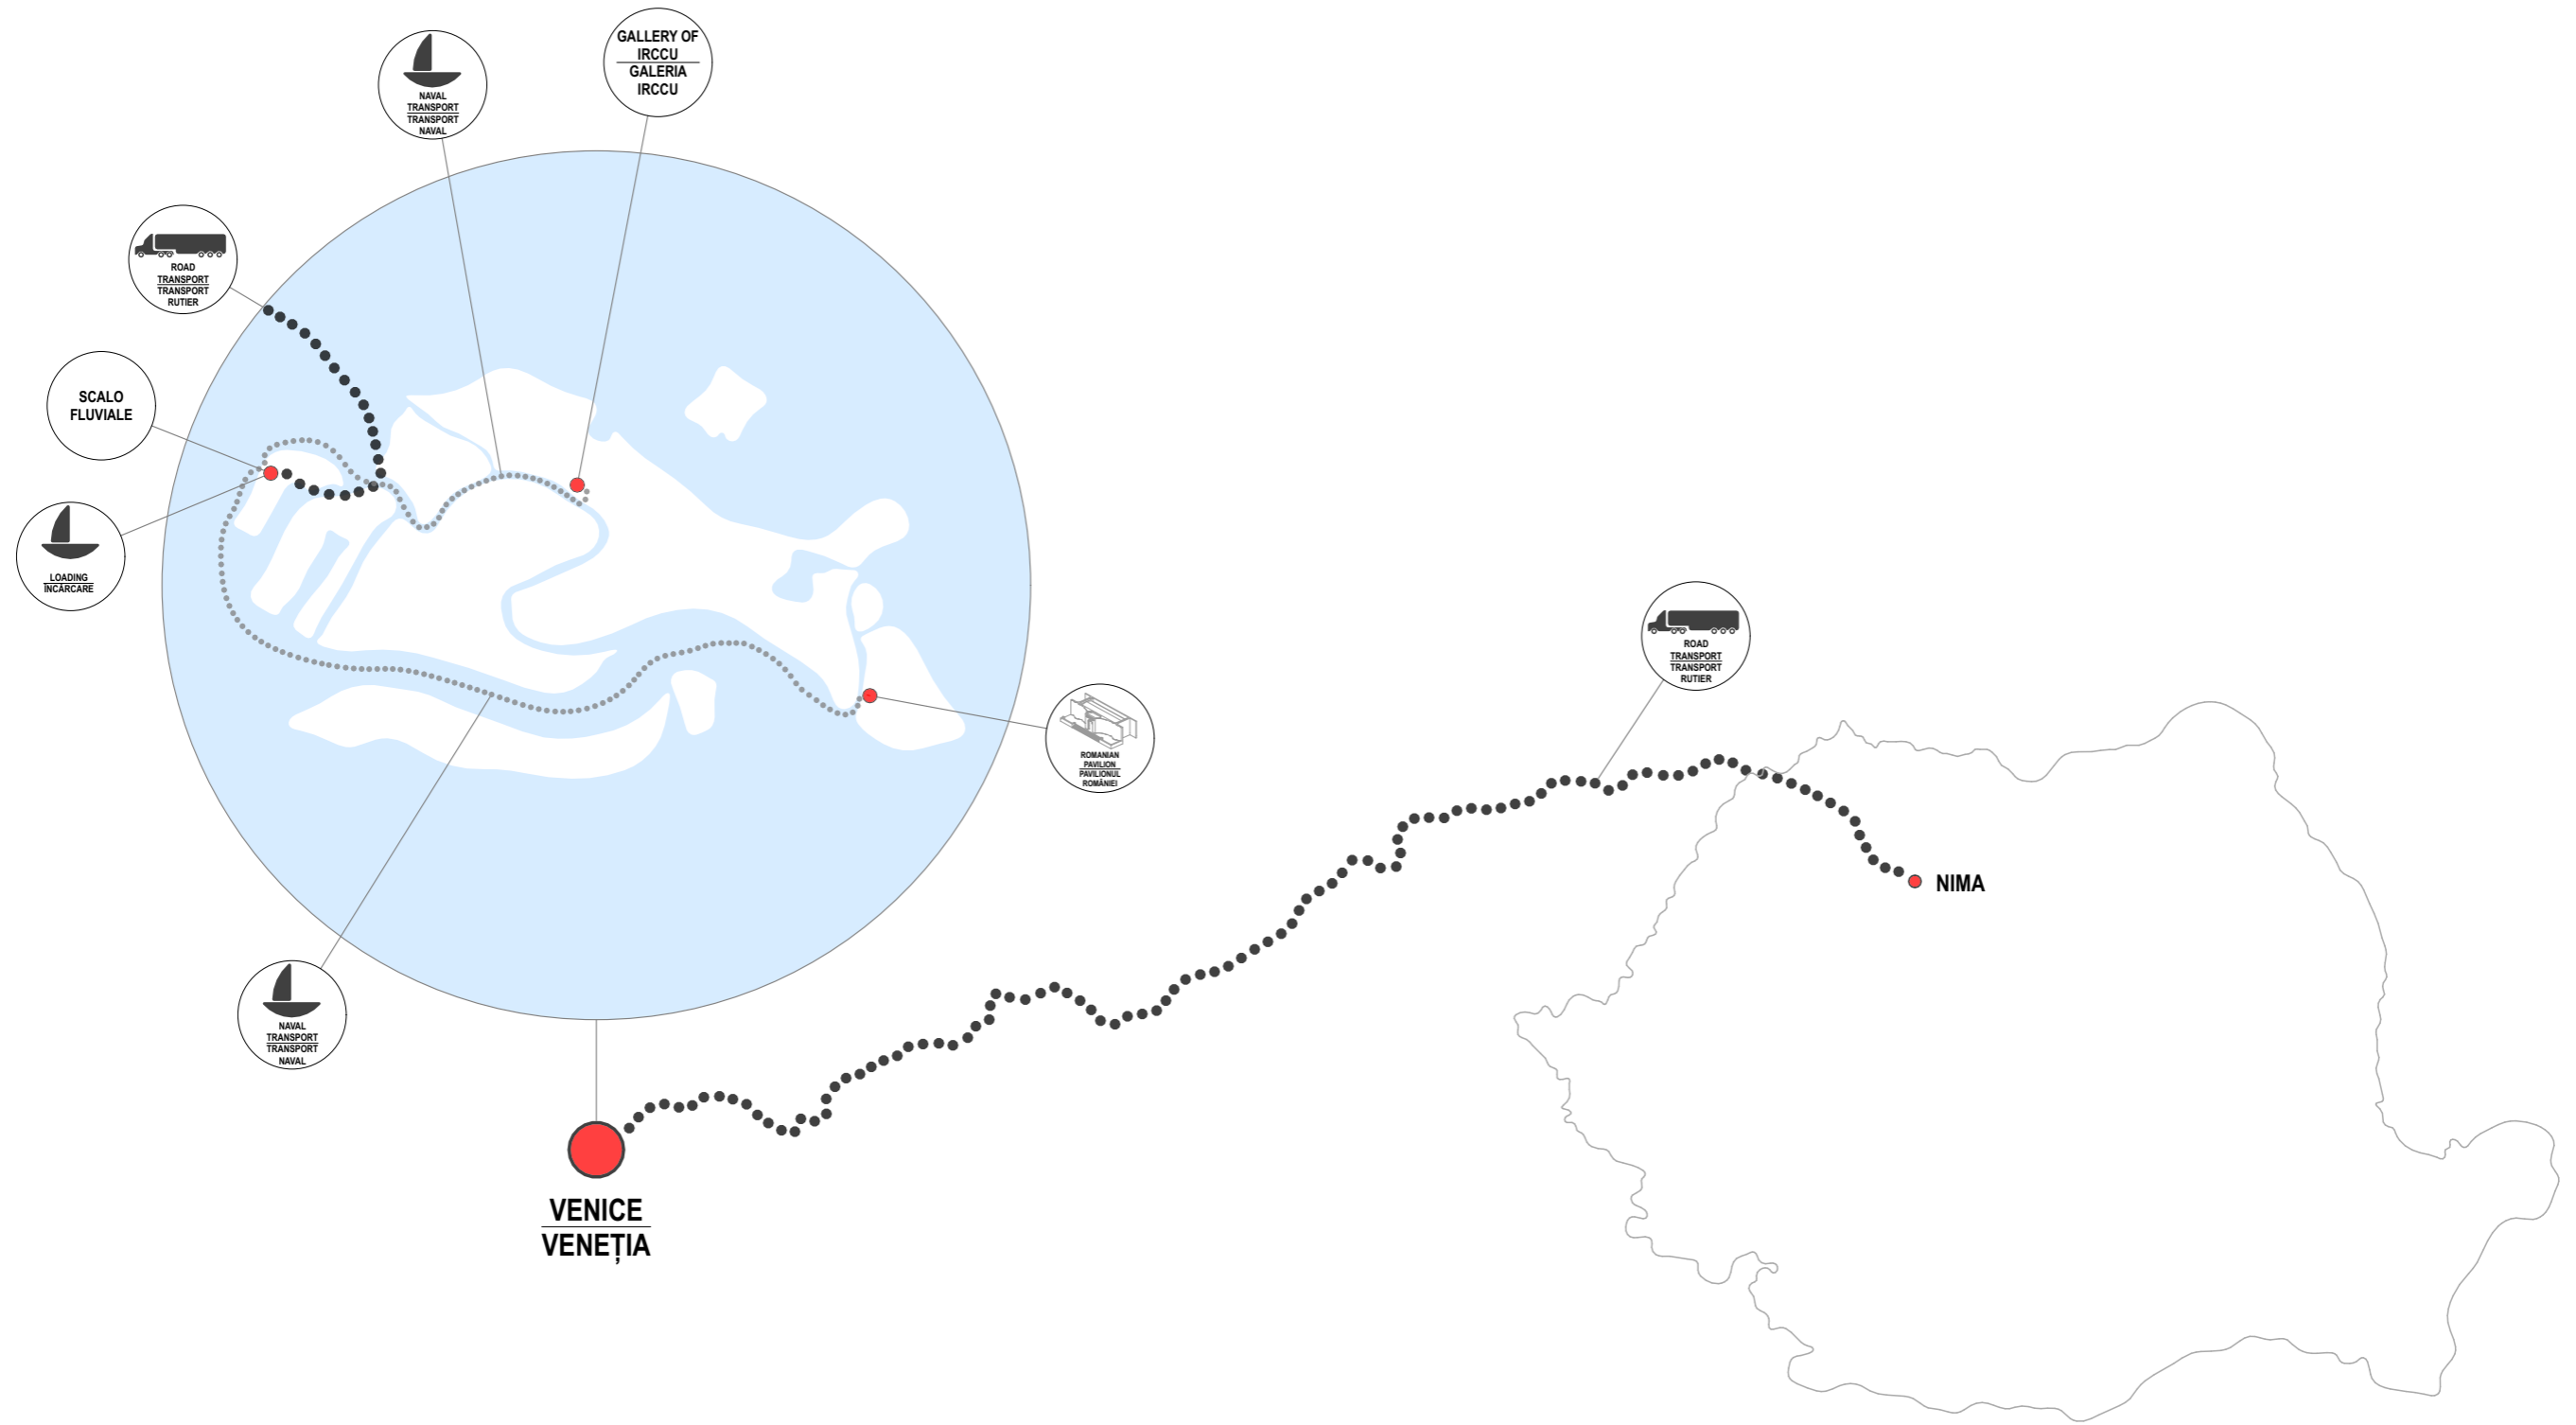 GALLERY OF
IRCCU
GALERIA
IRCCU
NAVAL
TRANSPORT
TRANSPORT
NAVAL
ROAD
TRANSPORT
TRANSPORT
RUTIER
SCALO
FLUVIALE
LOADING
ÎNCĂRCARE
ROAD
TRANSPORT
TRANSPORT
RUTIER
ROMANIAN
PAVILION
PAVILIONUL
ROMÂNIEI
NIMA
NAVAL
TRANSPORT
TRANSPORT
NAVAL
VENICE
VENEȚIA